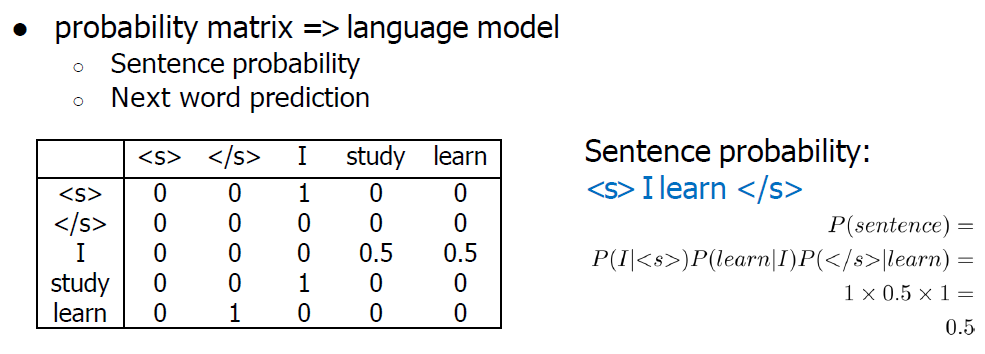 ● probability matrix => language model
○ Sentence probability
○ Next word prediction
<s> </s> I study learn
<s> 0 0 1 0 0
</s> 0 0 0 0 0
I 0 0 0 0.5 0.5
study 0 0 1 0 0
learn 0 1 0 0 0
Sentence probability:
<s> I learn </s>
P(sentence) =
P(I|<s>)P(learn|I)P(</s>|learn) =
1 × 0.5 × 1 =
0.5